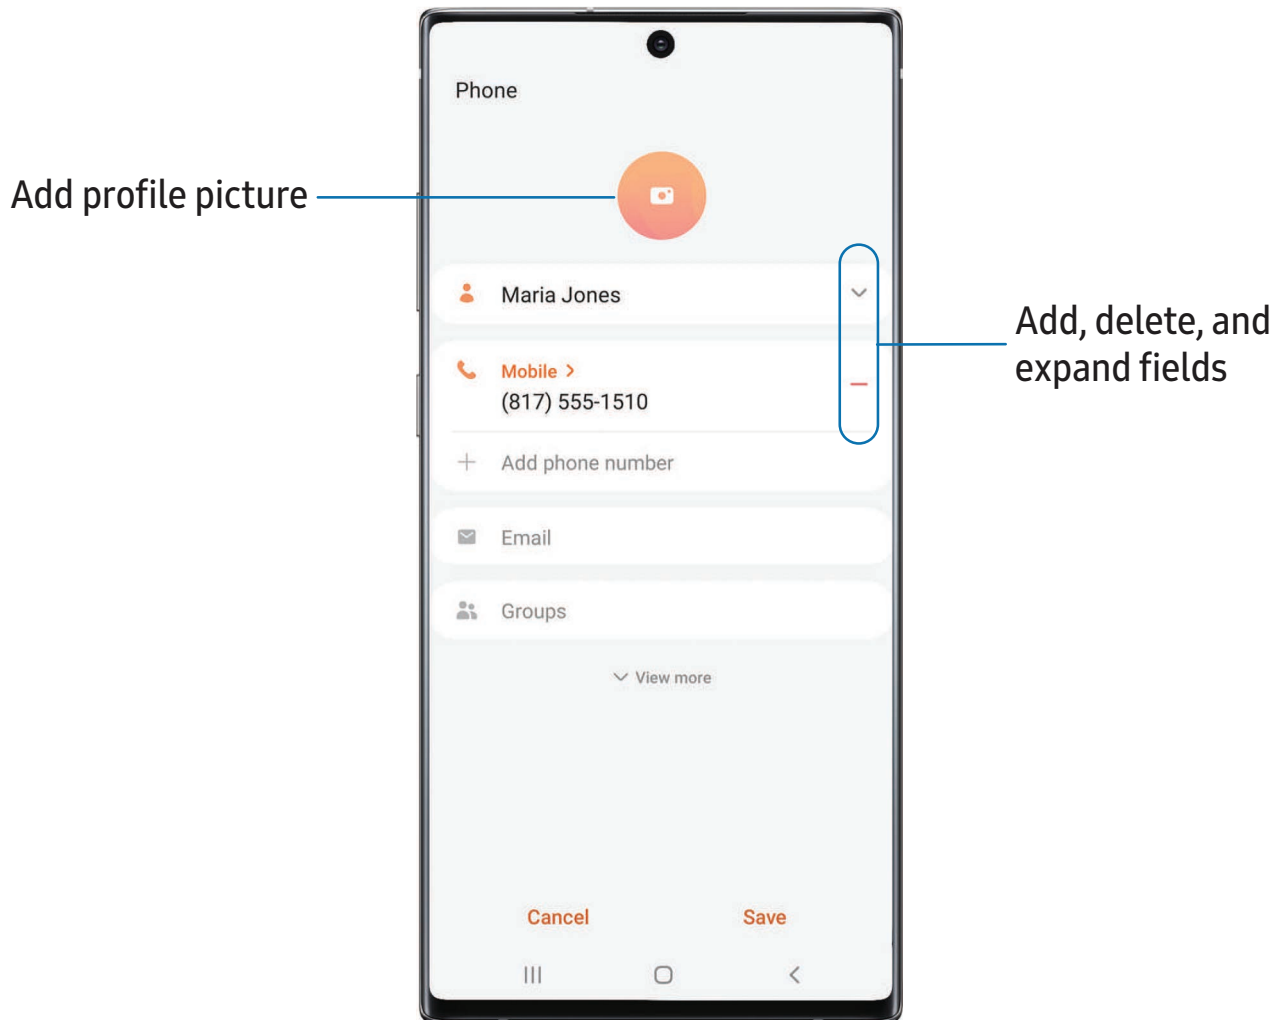 Phone
Add profile picture
Maria Jones
Add, delete, and
expand fields
Mobile >
(817) 555-1510
Add phone number
Email
Groups
View more
Cancel
Save